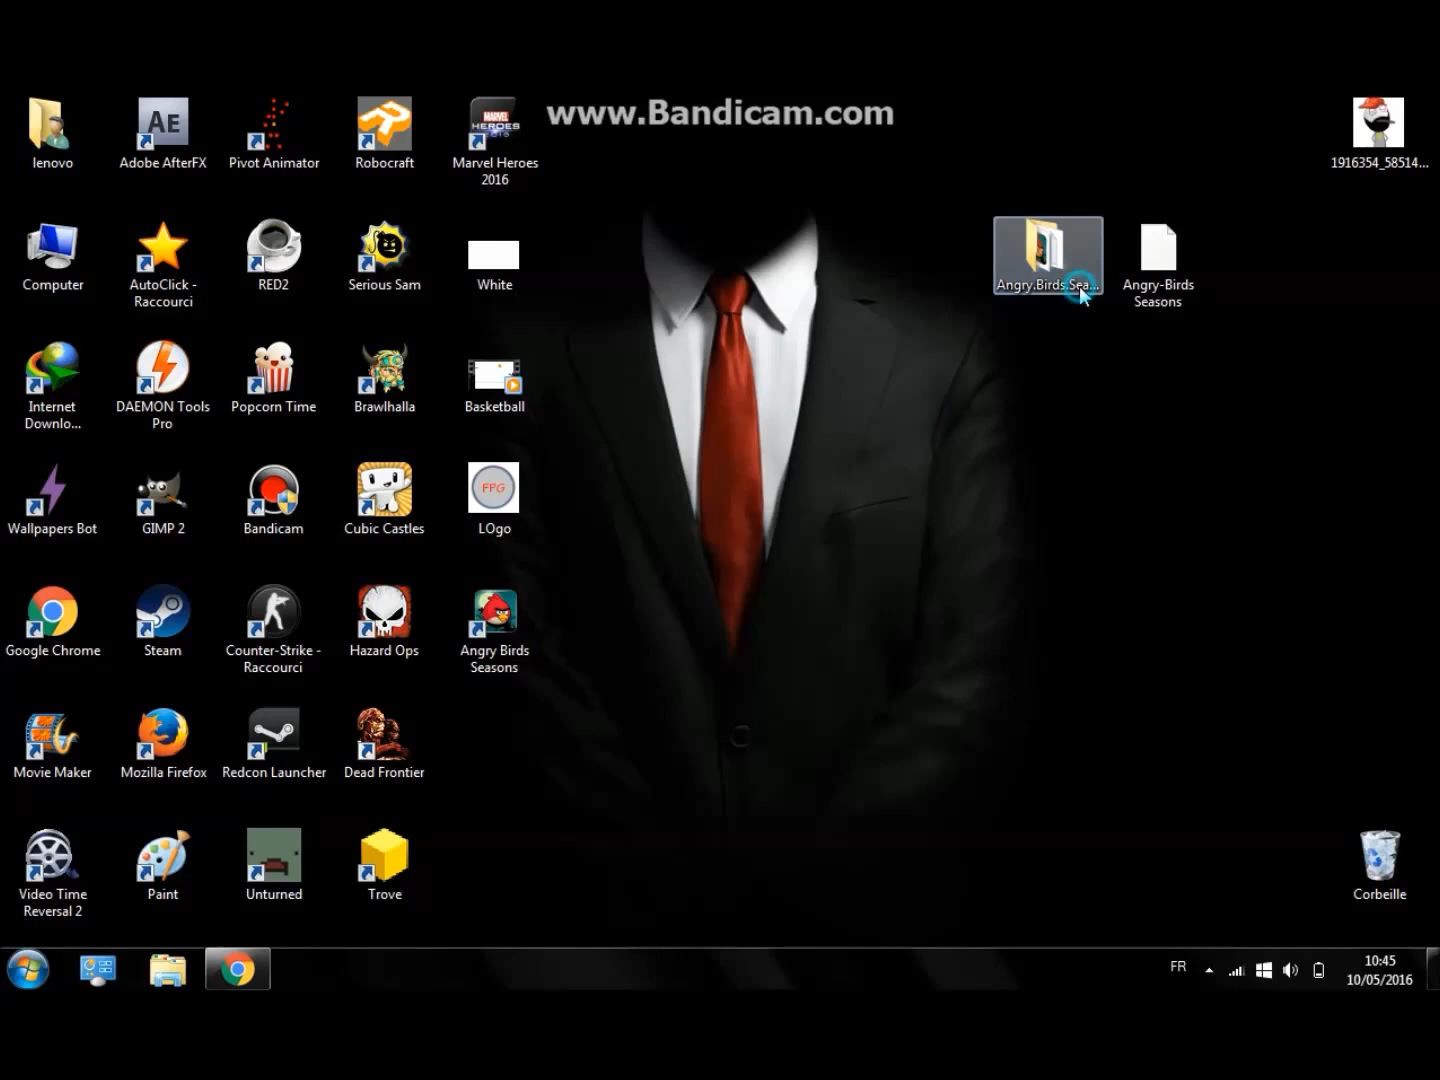 www.Bandicam.com
lenovo
Adobe AfterFX
Pivot Animator
Robocraft
Marvel Heroes
2016
1916354_58514...
Computer
AutoClick -
Raccourci
RED2
Serious Sam
White
Angry.Birds.Sea...
Angry-Birds
Seasons
Internet
Downlo...
DAEMON Tools
Pro
Popcorn Time
Brawlhalla
Basketball
Wallpapers Bot
GIMP 2
Bandicam
Cubic Castles
LOgo
Google Chrome
Steam
Counter-Strike -
Raccourci
Hazard Ops
Angry Birds
Seasons
Movie Maker
Mozilla Firefox
Redcon Launcher
Dead Frontier
Video Time
Reversal 2
Paint
Unturned
Trove
Corbeille
AE
MARVEL
HEROES
FPG
FR
10:45
10/05/2016